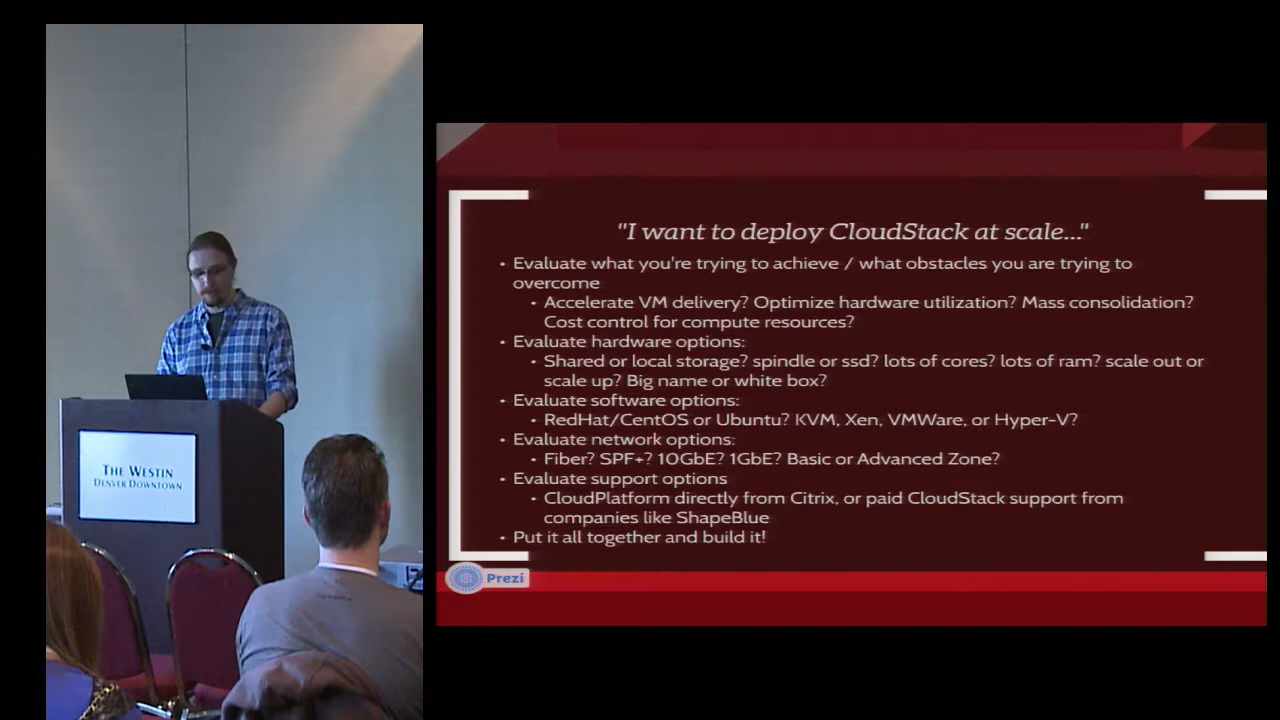 THE WESTIN
DENVER DOWNTOWN
"I want to deploy CloudStack at scale..."
• Evaluate what you're trying to achieve / what obstacles you are trying to
overcome
• Accelerate VM delivery? Optimize hardware utilization? Mass consolidation?
Cost control for compute resources?
• Evaluate hardware options:
• Shared or local storage? spindle or ssd? lots of cores? lots of ram? scale out or
scale up? Big name or white box?
• Evaluate software options:
• RedHat/CentOS or Ubuntu? KVM, Xen, VMWare, or Hyper-V?
• Evaluate network options:
• Fiber? SPF+? 10GbE? 1GbE? Basic or Advanced Zone?
• Evaluate support options
• CloudPlatform directly from Citrix, or paid CloudStack support from
companies like ShapeBlue
• Put it all together and build it!
Prezi